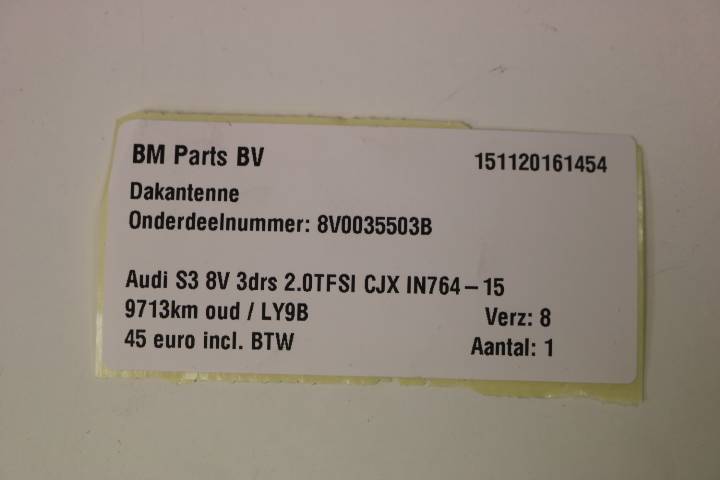 BM Parts BV 151120161454
Dakantenne
Onderdeelnummer: 8V0035503B
Audi S3 8V 3drs 2.0TFSI CJX IN764-15
9713km oud / LY9B Verz: 8
45 euro incl. BTW Aantal: 1